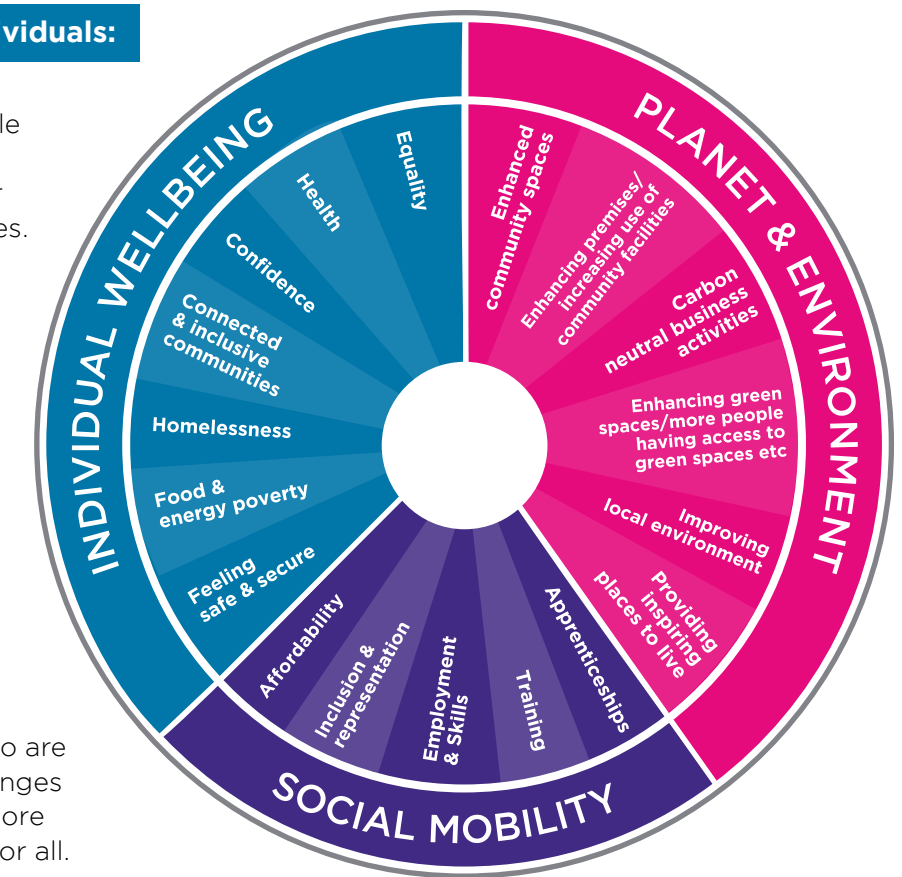 viduals:
le
es.
INDIVIDUAL WELLBEING
Equality
Health
Confidence
Connected
& inclusive
communities
Homelessness
Food &
energy poverty
Feeling
safe & secure
PLANET & ENVIRONMENT
Enhanced
community spaces
Enhancing premises/
increasing use of
community facilities
Carbon
neutral business
activities
Enhancing green
spaces/more people
having access to
green spaces etc
Improving
local environment
Providing
inspiring
places to live
SOCIAL MOBILITY
Apprenticeships
Training
Employment
& Skills
Inclusion &
representation
Affordability
o are
nges
ore
or all.